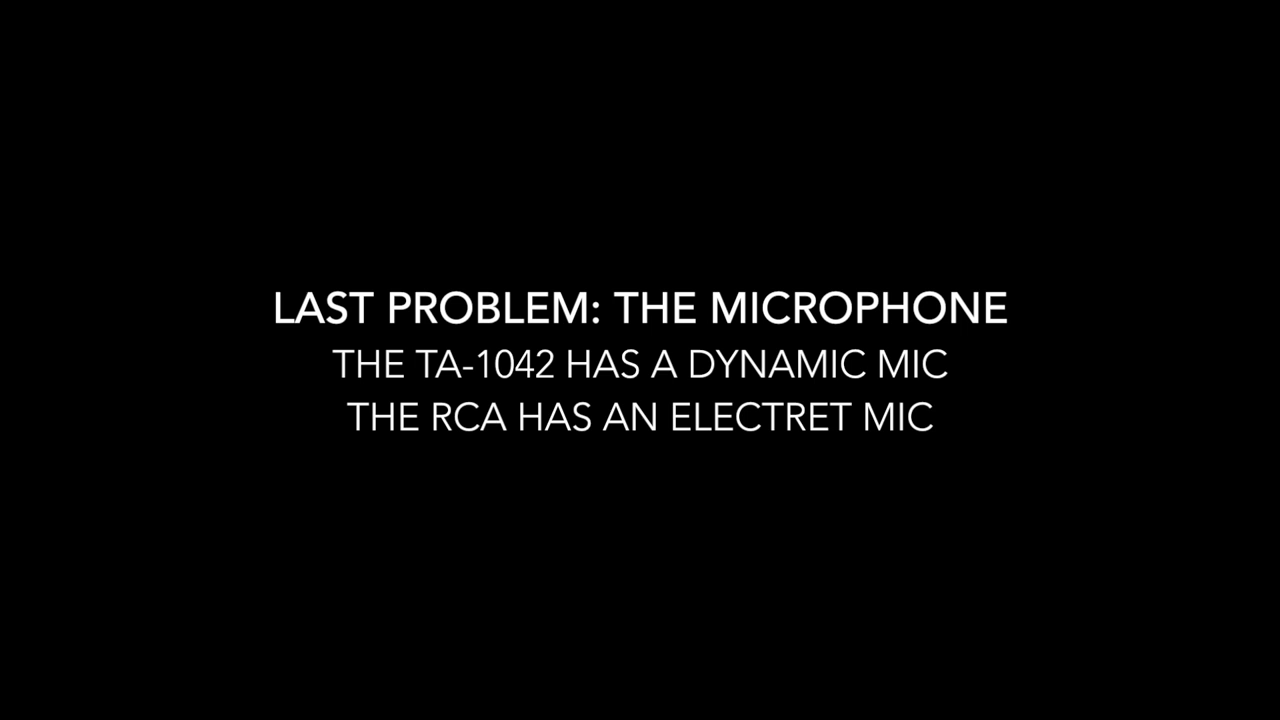 LAST PROBLEM: THE MICROPHONE
THE TA-1042 HAS A DYNAMIC MIC
THE RCA HAS AN ELECTRET MIC